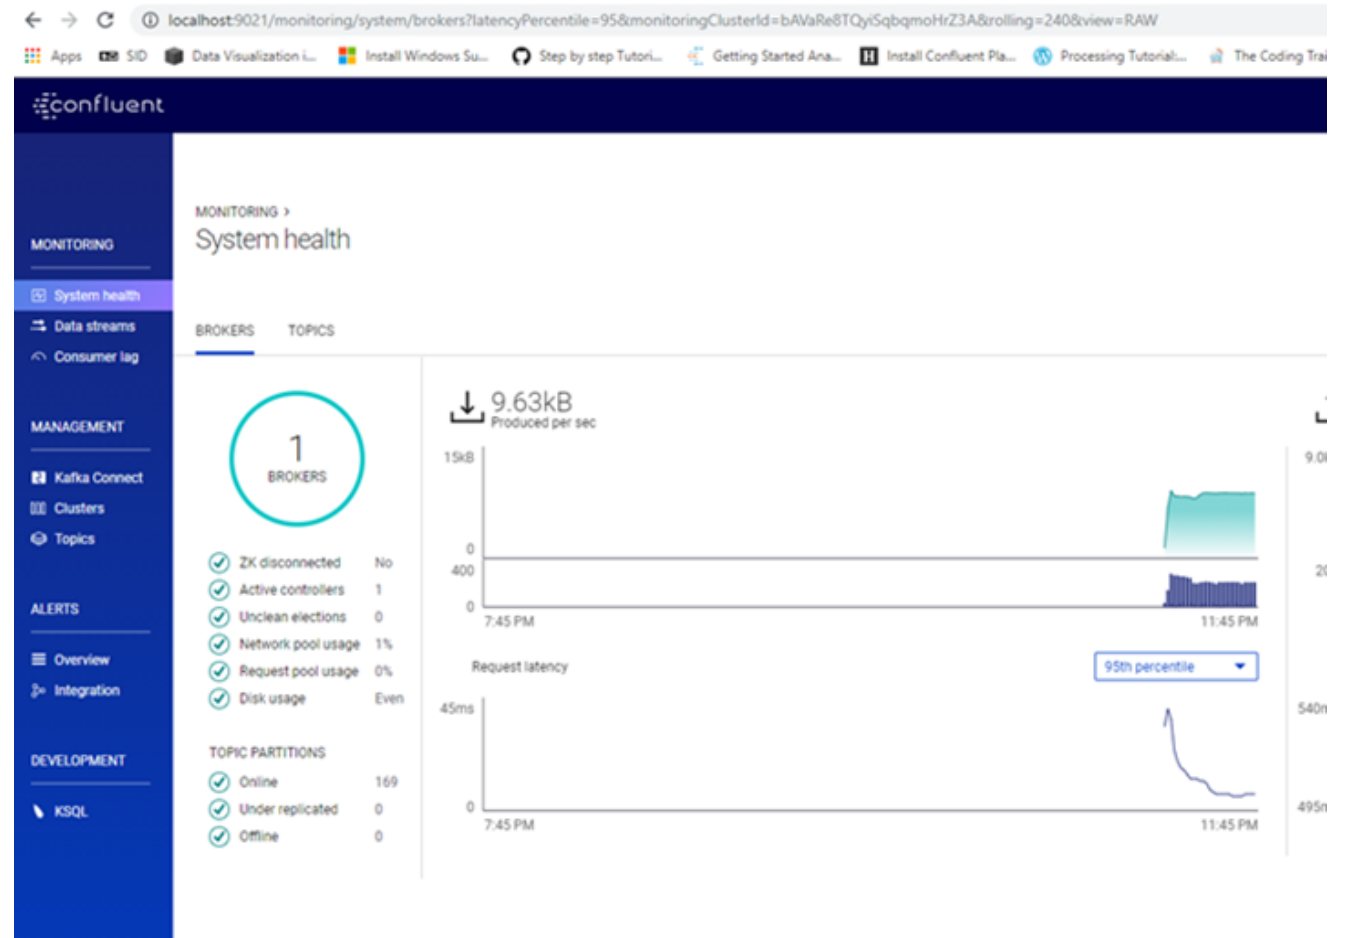 localhost:9021/monitoring/system/brokers?latencyPercentile=95&monitoringClusterId=bAVaRe8TQyiSqbqmoHrZ3A&rolling=240&view=RAW
Apps SID Data Visualization i... Install Windows Su... Step by step Tutori... Getting Started Ana... Install Confluent Pla... Processing Tutorial:... The Coding Trai
confluent
MONITORING >
System health
MONITORING
System health
Data streams
Consumer lag
MANAGEMENT
Kafka Connect
Clusters
Topics
ALERTS
Overview
Integration
DEVELOPMENT
KSQL
BROKERS TOPICS
1
BROKERS
ZK disconnected No
Active controllers 1
Unclean elections 0
Network pool usage 1%
Request pool usage 0%
Disk usage Even
TOPIC PARTITIONS
Online 169
Under replicated 0
Offline 0
9.63kB
Produced per sec
15kB
0
400
0
7:45 PM 11:45 PM
Request latency 95th percentile
45ms
0
7:45 PM 11:45 PM
9.0
20
540m
495m